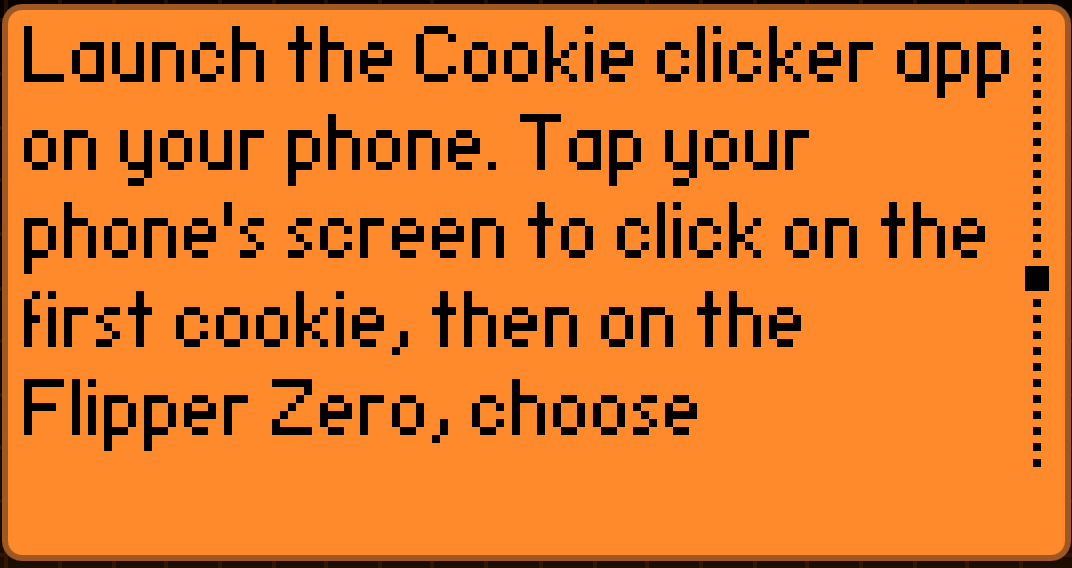 Launch the Cookie clicker app
on your phone. Tap your
phone's screen to click on the
first cookie, then on the
Flipper Zero, choose